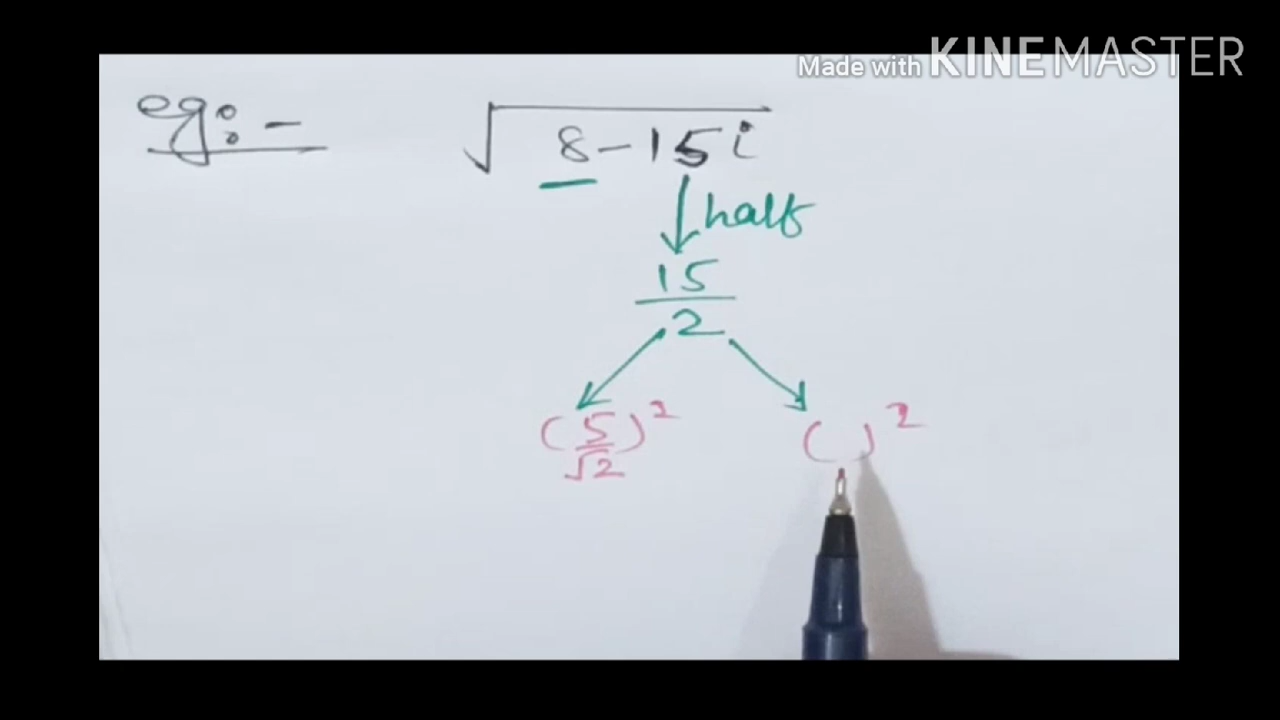 Made with KINEMASTER
eg:- √8-15i
half
15
2
(5/√2)² ( )²